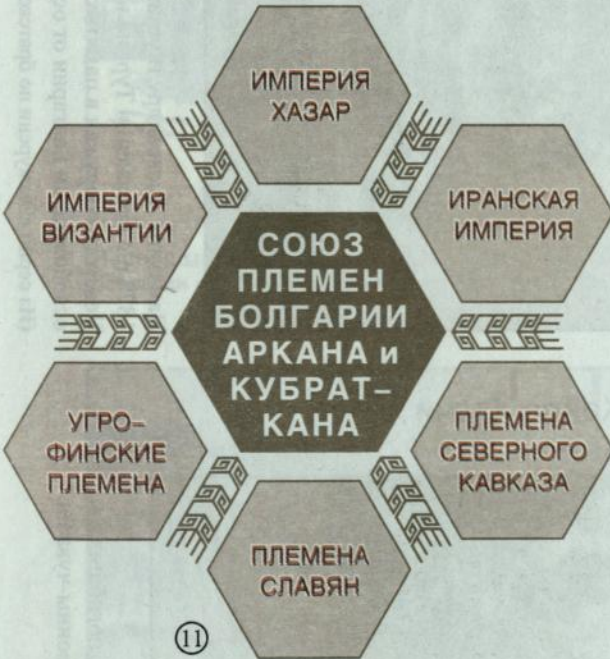 ИМПЕРИЯ
ХАЗАР
ИМПЕРИЯ
ВИЗАНТИИ
ИРАНСКАЯ
ИМПЕРИЯ
СОЮЗ
ПЛЕМЕН
БОЛГАРИИ
АРКАНА и
КУБРАТ–
КАНА
УГРО–
ФИНСКИЕ
ПЛЕМЕНА
ПЛЕМЕНА
СЕВЕРНОГО
КАВКАЗА
ПЛЕМЕНА
СЛАВЯН
11